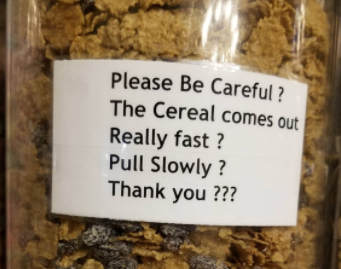 Please Be Careful ?
The Cereal comes out
Really fast ?
Pull Slowly ?
Thank you ???